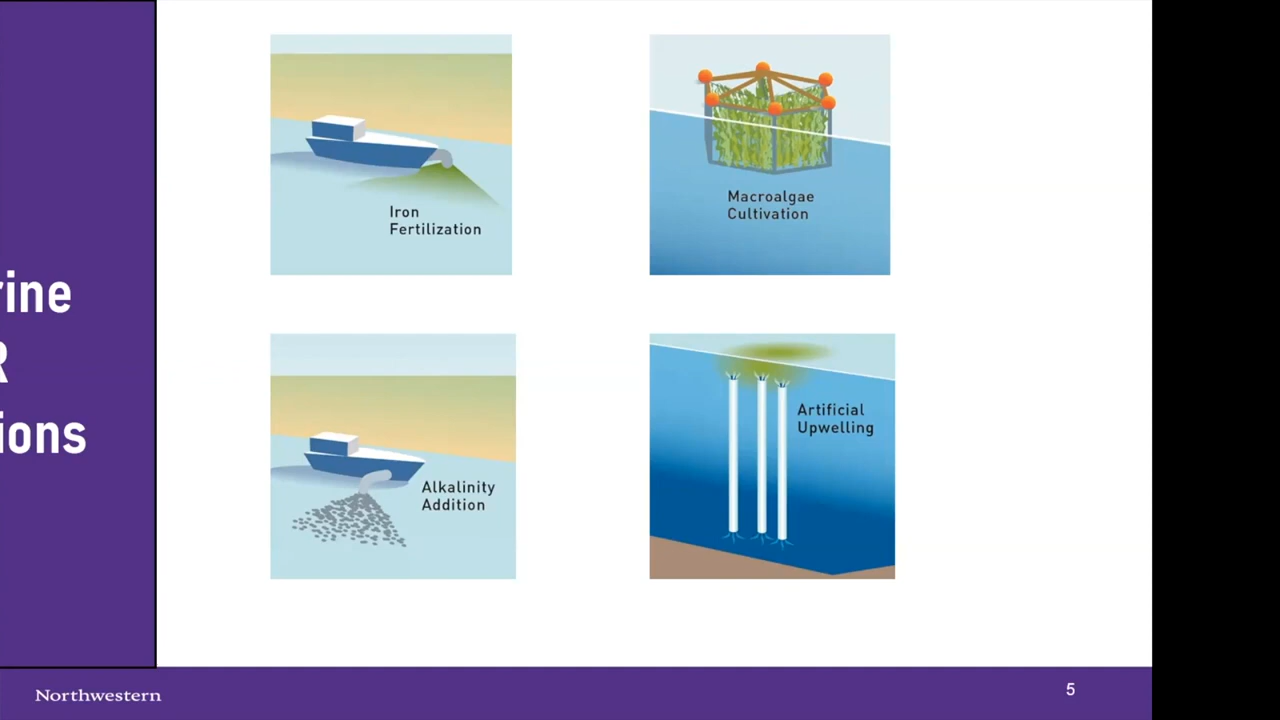 rine
R
ions
Iron
Fertilization
Macroalgae
Cultivation
Alkalinity
Addition
Artificial
Upwelling
Northwestern
5